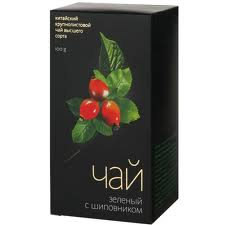 китайский
крупнолистовой
чай высшего
сорта
100 g
чай
зеленый
с шиповником